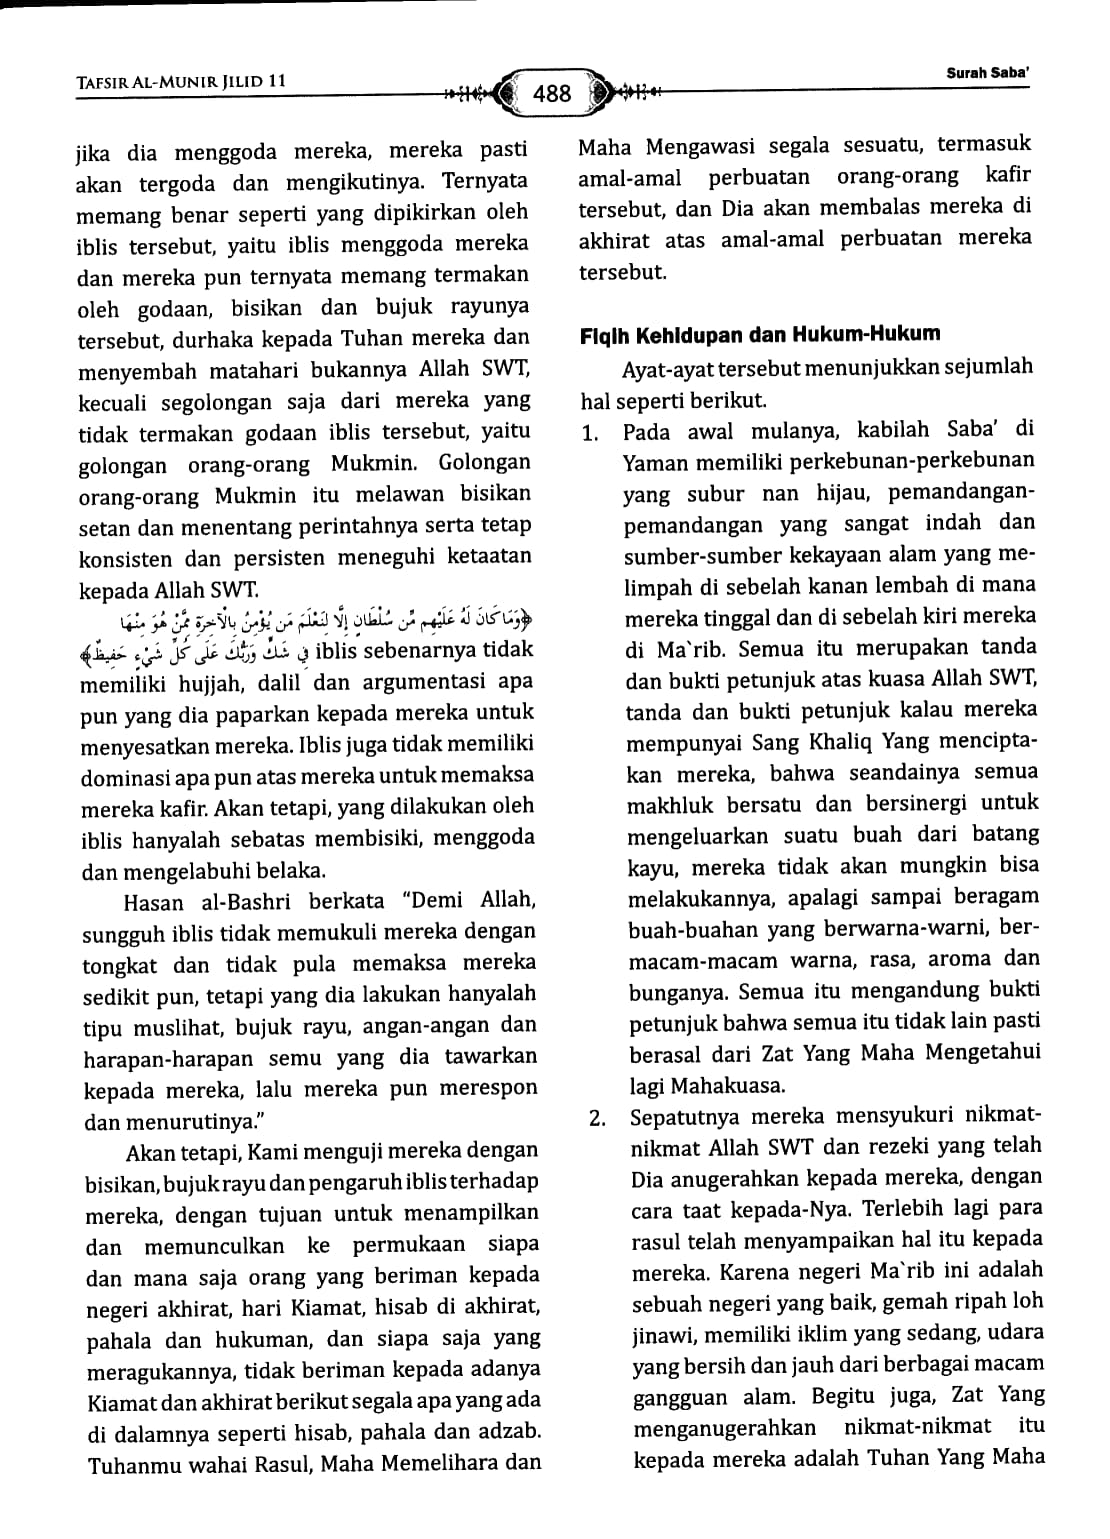 TAFSIR AL-MUNIR JILID 11
488
Surah Saba'
jika dia menggoda mereka, mereka pasti
akan tergoda dan mengikutinya. Ternyata
memang benar seperti yang dipikirkan oleh
iblis tersebut, yaitu iblis menggoda mereka
dan mereka pun ternyata memang termakan
oleh godaan, bisikan dan bujuk rayunya
tersebut, durhaka kepada Tuhan mereka dan
menyembah matahari bukannya Allah SWT,
kecuali segolongan saja dari mereka yang
tidak termakan godaan iblis tersebut, yaitu
golongan orang-orang Mukmin. Golongan
orang-orang Mukmin itu melawan bisikan
setan dan menentang perintahnya serta tetap
konsisten dan persisten meneguhi ketaatan
kepada Allah SWT.
﴿وَمَا كَانَ لَهُ عَلَيْهِم مِّن سُلْطَانٍ إِلَّا لِنَعْلَمَ مَن يُؤْمِنُ بِالْآخِرَةِ مِمَّنْ هُوَ مِنْهَا
فِي شَكٍّ وَرَبُّكَ عَلَى كُلِّ شَيْءٍ حَفِيظٌ﴾ iblis sebenarnya tidak
memiliki hujjah, dalil dan argumentasi apa
pun yang dia paparkan kepada mereka untuk
menyesatkan mereka. Iblis juga tidak memiliki
dominasi apa pun atas mereka untuk memaksa
mereka kafir. Akan tetapi, yang dilakukan oleh
iblis hanyalah sebatas membisiki, menggoda
dan mengelabuhi belaka.
Hasan al-Bashri berkata “Demi Allah,
sungguh iblis tidak memukuli mereka dengan
tongkat dan tidak pula memaksa mereka
sedikit pun, tetapi yang dia lakukan hanyalah
tipu muslihat, bujuk rayu, angan-angan dan
harapan-harapan semu yang dia tawarkan
kepada mereka, lalu mereka pun merespon
dan menurutinya.”
Akan tetapi, Kami menguji mereka dengan
bisikan, bujuk rayu dan pengaruh iblis terhadap
mereka, dengan tujuan untuk menampilkan
dan memunculkan ke permukaan siapa
dan mana saja orang yang beriman kepada
negeri akhirat, hari Kiamat, hisab di akhirat,
pahala dan hukuman, dan siapa saja yang
meragukannya, tidak beriman kepada adanya
Kiamat dan akhirat berikut segala apa yang ada
di dalamnya seperti hisab, pahala dan adzab.
Tuhanmu wahai Rasul, Maha Memelihara dan
Maha Mengawasi segala sesuatu, termasuk
amal-amal perbuatan orang-orang kafir
tersebut, dan Dia akan membalas mereka di
akhirat atas amal-amal perbuatan mereka
tersebut.
Fiqih Kehidupan dan Hukum-Hukum
Ayat-ayat tersebut menunjukkan sejumlah
hal seperti berikut.
1. Pada awal mulanya, kabilah Saba’ di
Yaman memiliki perkebunan-perkebunan
yang subur nan hijau, pemandangan-
pemandangan yang sangat indah dan
sumber-sumber kekayaan alam yang me-
limpah di sebelah kanan lembah di mana
mereka tinggal dan di sebelah kiri mereka
di Ma`rib. Semua itu merupakan tanda
dan bukti petunjuk atas kuasa Allah SWT,
tanda dan bukti petunjuk kalau mereka
mempunyai Sang Khaliq Yang mencipta-
kan mereka, bahwa seandainya semua
makhluk bersatu dan bersinergi untuk
mengeluarkan suatu buah dari batang
kayu, mereka tidak akan mungkin bisa
melakukannya, apalagi sampai beragam
buah-buahan yang berwarna-warni, ber-
macam-macam warna, rasa, aroma dan
bunganya. Semua itu mengandung bukti
petunjuk bahwa semua itu tidak lain pasti
berasal dari Zat Yang Maha Mengetahui
lagi Mahakuasa.
2. Sepatutnya mereka mensyukuri nikmat-
nikmat Allah SWT dan rezeki yang telah
Dia anugerahkan kepada mereka, dengan
cara taat kepada-Nya. Terlebih lagi para
rasul telah menyampaikan hal itu kepada
mereka. Karena negeri Ma`rib ini adalah
sebuah negeri yang baik, gemah ripah loh
jinawi, memiliki iklim yang sedang, udara
yang bersih dan jauh dari berbagai macam
gangguan alam. Begitu juga, Zat Yang
menganugerahkan nikmat-nikmat itu
kepada mereka adalah Tuhan Yang Maha